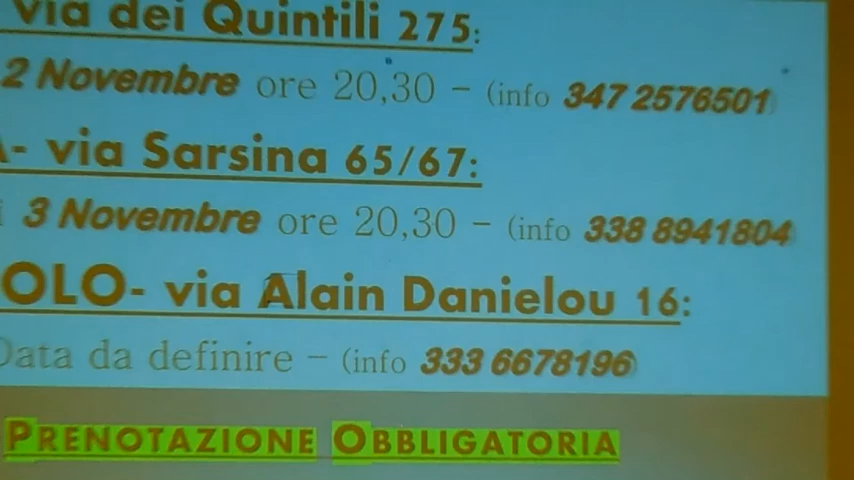 via dei Quintili 275:
2 Novembre ore 20,30 – (info 347 2576501)
- via Sarsina 65/67:
3 Novembre ore 20,30 – (info 338 8941804
OLO- via Alain Danielou 16:
Data da definire – (info 333 6678196)
PRENOTAZIONE OBBLIGATORIA